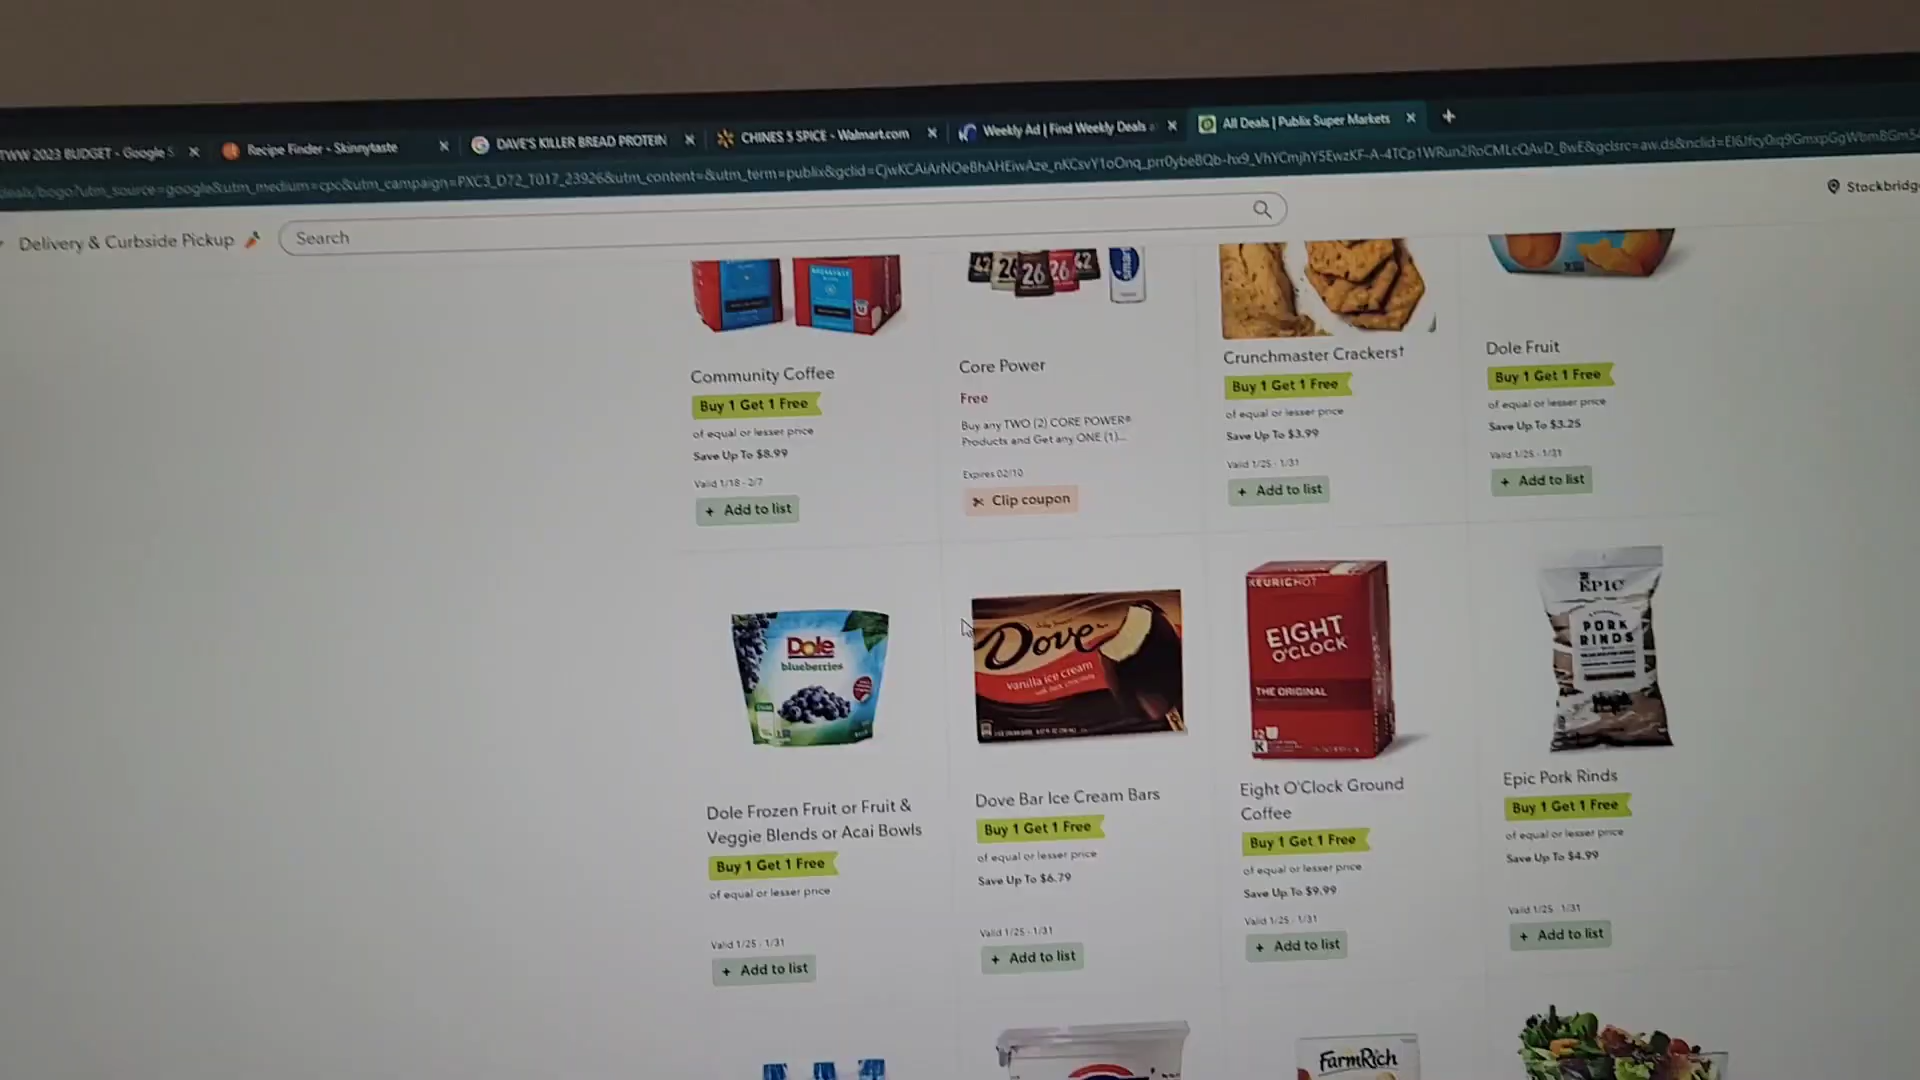 TWW 2023 BUDGET - Google S
Recipe Finder - Skinnytaste
DAVE'S KILLER BREAD PROTEIN
CHINES 5 SPICE - Walmart.com
Weekly Ad | Find Weekly Deals a
All Deals | Publix Super Markets
Delivery & Curbside Pickup
Search
Stockbridg
42 26 26 26 42
Community Coffee
Buy 1 Get 1 Free
of equal or lesser price
Save Up To $8.99
Valid 1/18 - 2/7
+ Add to list
Core Power
Free
Buy any TWO (2) CORE POWER®
Products and Get any ONE (1)...
Expires 02/10
Clip coupon
Crunchmaster Crackers†
Buy 1 Get 1 Free
of equal or lesser price
Save Up To $3.99
Valid 1/25 - 1/31
+ Add to list
Dole Fruit
Buy 1 Get 1 Free
of equal or lesser price
Save Up To $3.25
Valid 1/25 - 1/31
+ Add to list
Dole
blueberries
Dole Frozen Fruit or Fruit &
Veggie Blends or Acai Bowls
Buy 1 Get 1 Free
of equal or lesser price
Valid 1/25 - 1/31
+ Add to list
Dove
vanilla ice cream
Dove Bar Ice Cream Bars
Buy 1 Get 1 Free
of equal or lesser price
Save Up To $6.79
Valid 1/25 - 1/31
+ Add to list
KEURIG HOT
EIGHT
O'CLOCK
THE ORIGINAL
12
K
Eight O'Clock Ground
Coffee
Buy 1 Get 1 Free
of equal or lesser price
Save Up To $9.99
Valid 1/25 - 1/31
+ Add to list
EPIC
PORK
RINDS
Epic Pork Rinds
Buy 1 Get 1 Free
of equal or lesser price
Save Up To $4.99
Valid 1/25 - 1/31
+ Add to list
FarmRich